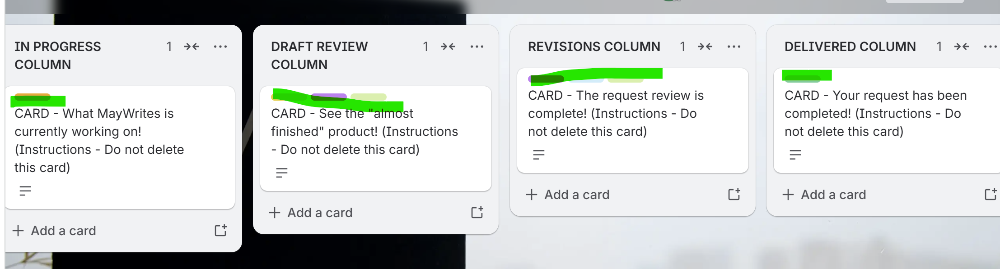 IN PROGRESS
COLUMN
1
CARD - What MayWrites is
currently working on!
(Instructions - Do not delete
this card)
Add a card
DRAFT REVIEW
COLUMN
1
CARD - See the "almost
finished" product! (Instructions
- Do not delete this card)
Add a card
REVISIONS COLUMN
1
CARD - The request review is
complete! (Instructions - Do
not delete this card)
Add a card
DELIVERED COLUMN
1
CARD - Your request has been
completed! (Instructions - Do
not delete this card)
Add a card